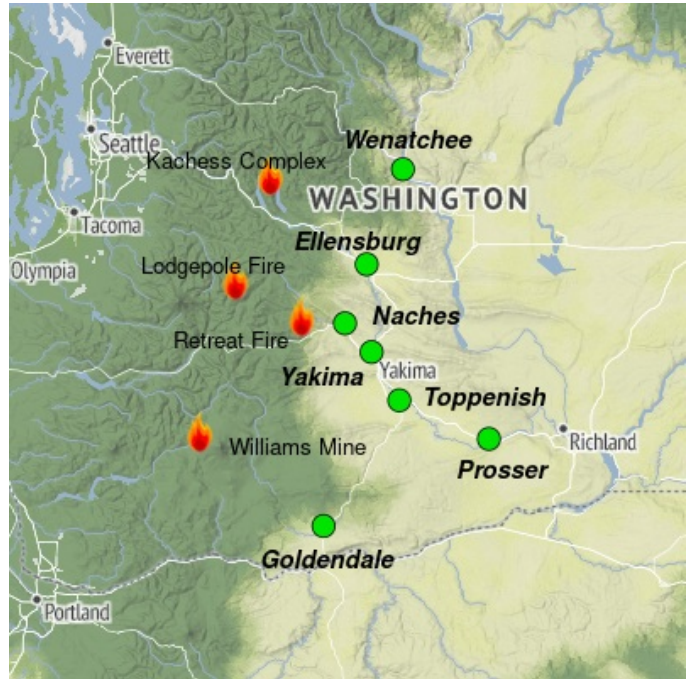 Everett
Seattle
Wenatchee
Kachess Complex
WASHINGTON
Tacoma
Ellensburg
Olympia
Lodgepole Fire
Naches
Retreat Fire
Yakima
Yakima
Toppenish
Williams Mine
Richland
Prosser
Goldendale
Portland